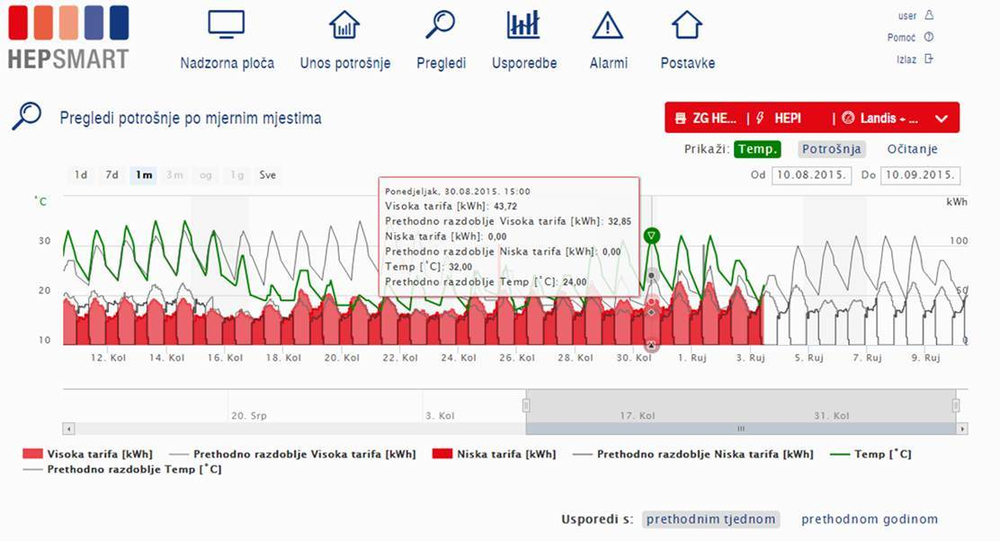 HEPSMART
Nadzorna ploča
Unos potrošnje
Pregledi
Usporedbe
Alarmi
Postavke
user
Pomoć
Izlaz
Pregledi potrošnje po mjernim mjestima
ZG HE... | HEPI | Landis + ...
Prikaži: Temp. Potrošnja Očitanje
1d 7d 1m 3m og 1g Sve
Od 10.08.2015. Do 10.09.2015.
˚C
kWh
Ponedjeljak, 30.08.2015. 15:00
Visoka tarifa [kWh]: 43,72
Prethodno razdoblje Visoka tarifa [kWh]: 32,85
Niska tarifa [kWh]: 0,00
Prethodno razdoblje Niska tarifa [kWh]: 0,00
Temp [˚C]: 32,00
Prethodno razdoblje Temp [˚C]: 24,00
30 100
20 50
10 0
12. Kol 14. Kol 16. Kol 18. Kol 20. Kol 22. Kol 24. Kol 26. Kol 28. Kol 30. Kol 1. Ruj 3. Ruj 5. Ruj 7. Ruj 9. Ruj
20. Srp 3. Kol 17. Kol 31. Kol
Visoka tarifa [kWh] Prethodno razdoblje Visoka tarifa [kWh] Niska tarifa [kWh] Prethodno razdoblje Niska tarifa [kWh] Temp [˚C]
Prethodno razdoblje Temp [˚C]
Usporedi s: prethodnim tjednom prethodnom godinom